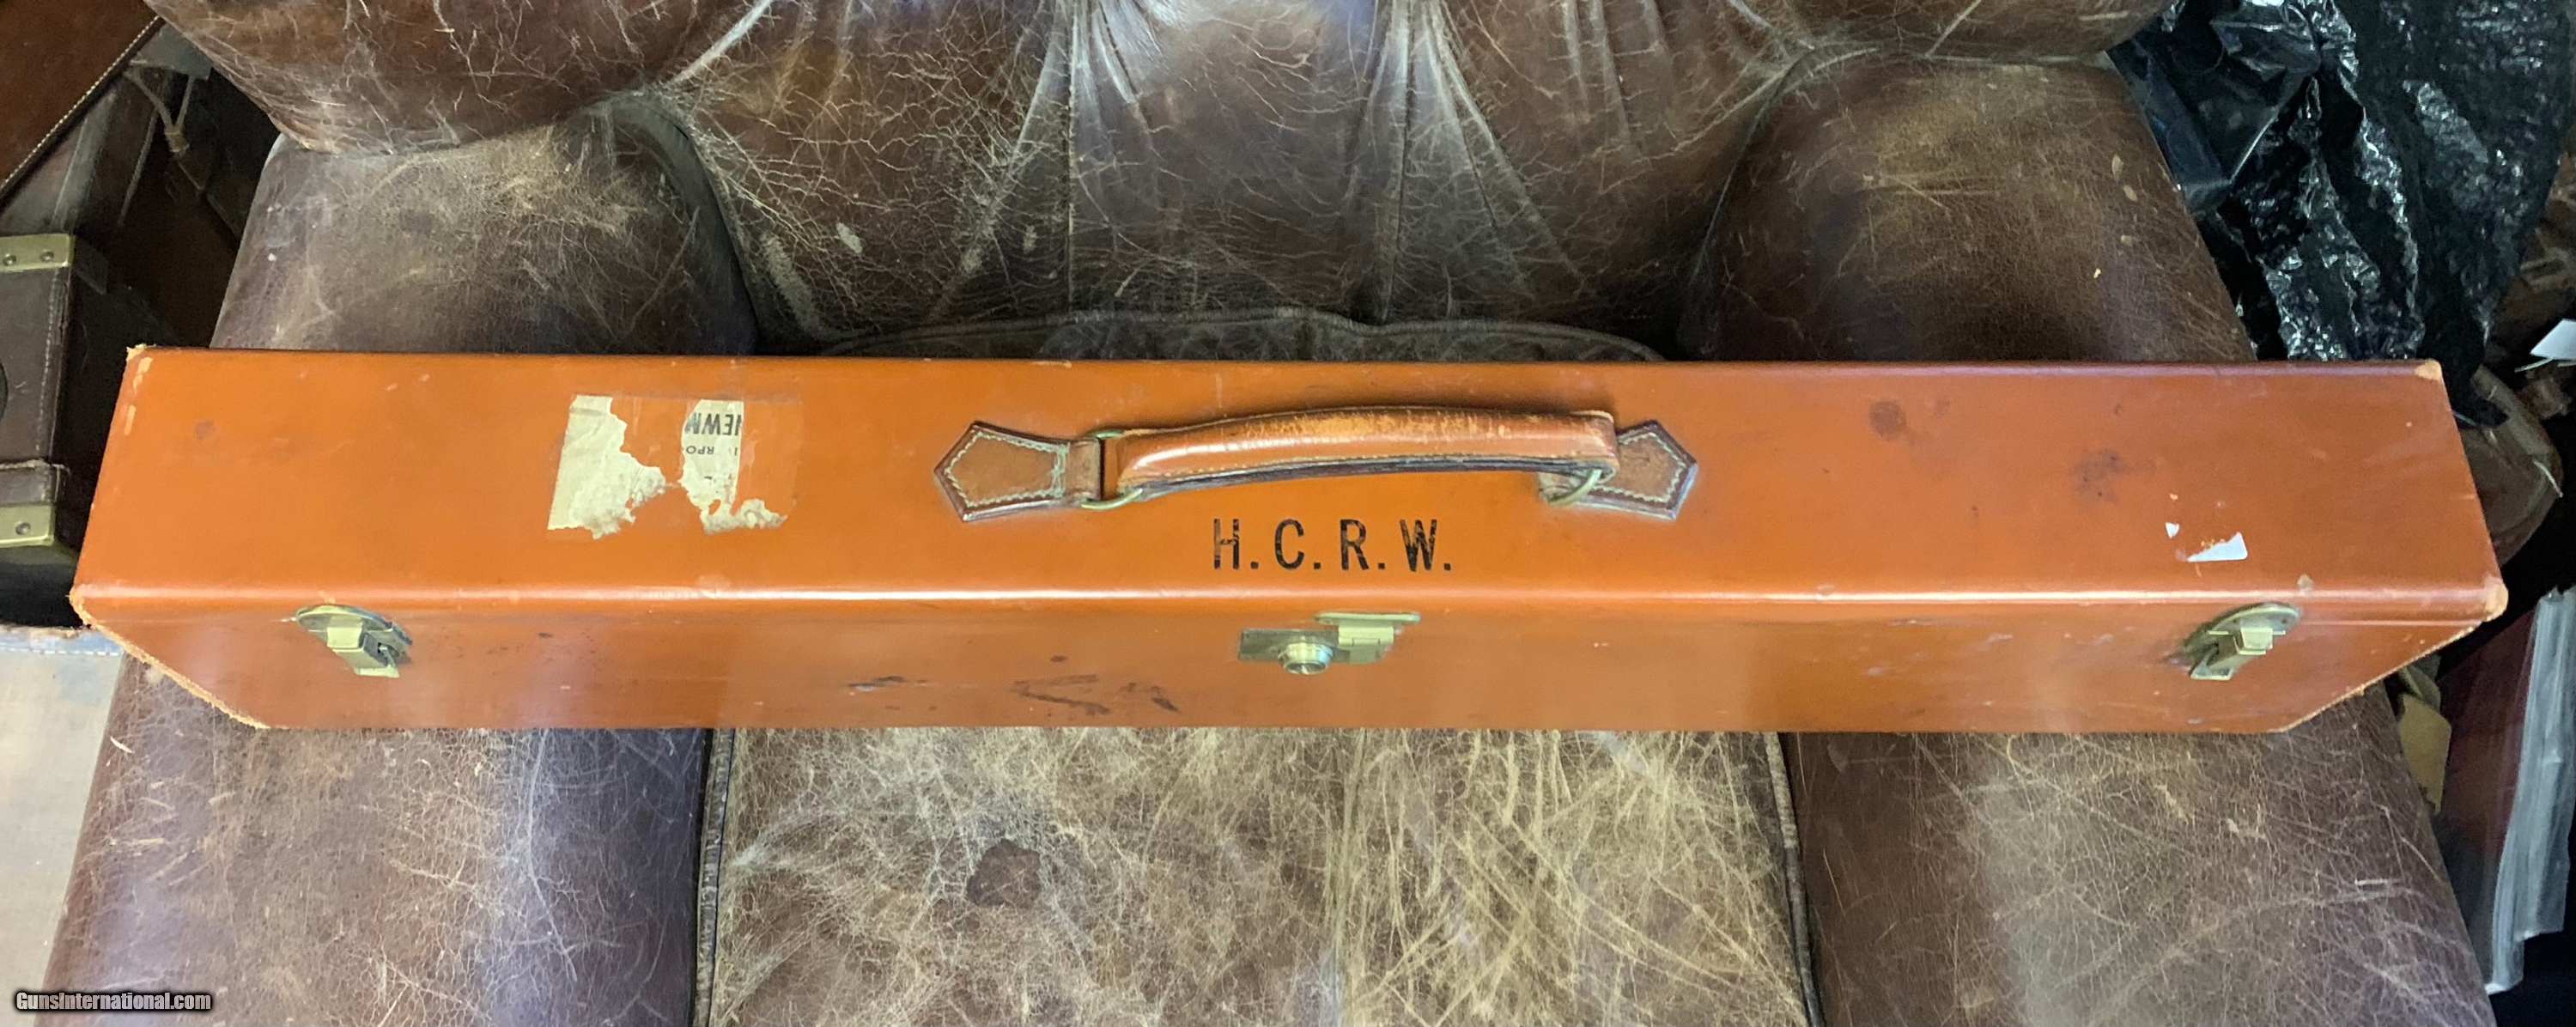 H. C. R. W.
GunsInternational.com